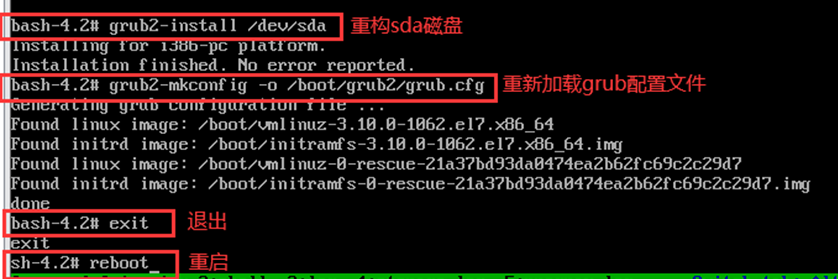 bash-4.2# grub2-install /dev/sda 重构sda磁盘
Installing for i386-pc platform.
Installation finished. No error reported.
bash-4.2# grub2-mkconfig -o /boot/grub2/grub.cfg 重新加载grub配置文件
Generating grub configuration file ...
Found linux image: /boot/vmlinuz-3.10.0-1062.el7.x86_64
Found initrd image: /boot/initramfs-3.10.0-1062.el7.x86_64.img
Found linux image: /boot/vmlinuz-0-rescue-21a37bd93da0474ea2b62fc69c2c29d7
Found initrd image: /boot/initramfs-0-rescue-21a37bd93da0474ea2b62fc69c2c29d7.img
done
bash-4.2# exit 退出
exit
sh-4.2# reboot_ 重启